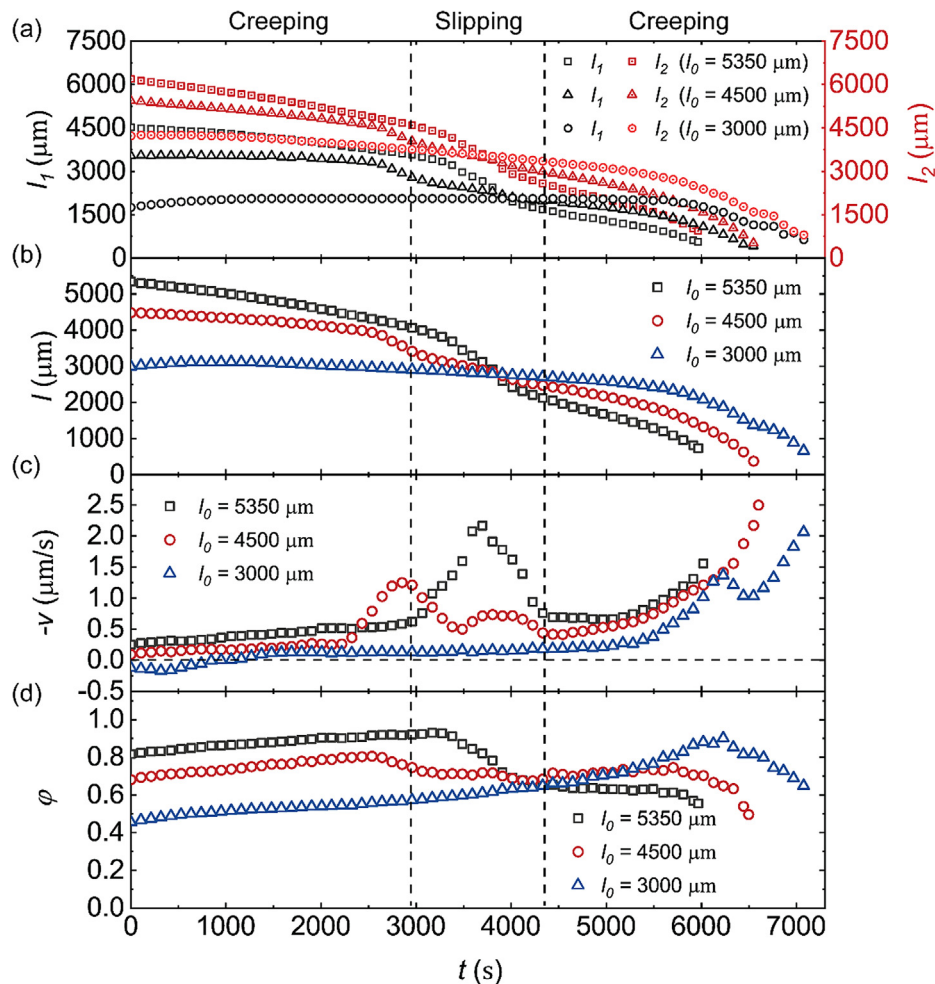 Creeping Slipping Creeping
(a)
7500 7500
6000 6000
4500 4500
3000 3000
1500 1500
0 0
l1 (μm)
l2 (μm)
l1 l2 (l0 = 5350 μm)
l1 l2 (l0 = 4500 μm)
l1 l2 (l0 = 3000 μm)
(b)
5000
4000
3000
2000
1000
0
l (μm)
l0 = 5350 μm
l0 = 4500 μm
l0 = 3000 μm
(c)
2.5
2.0
1.5
1.0
0.5
0.0
-0.5
-v (μm/s)
l0 = 5350 μm
l0 = 4500 μm
l0 = 3000 μm
(d)
1.0
0.8
0.6
0.4
0.2
0.0
φ
l0 = 5350 μm
l0 = 4500 μm
l0 = 3000 μm
0 1000 2000 3000 4000 5000 6000 7000
t (s)